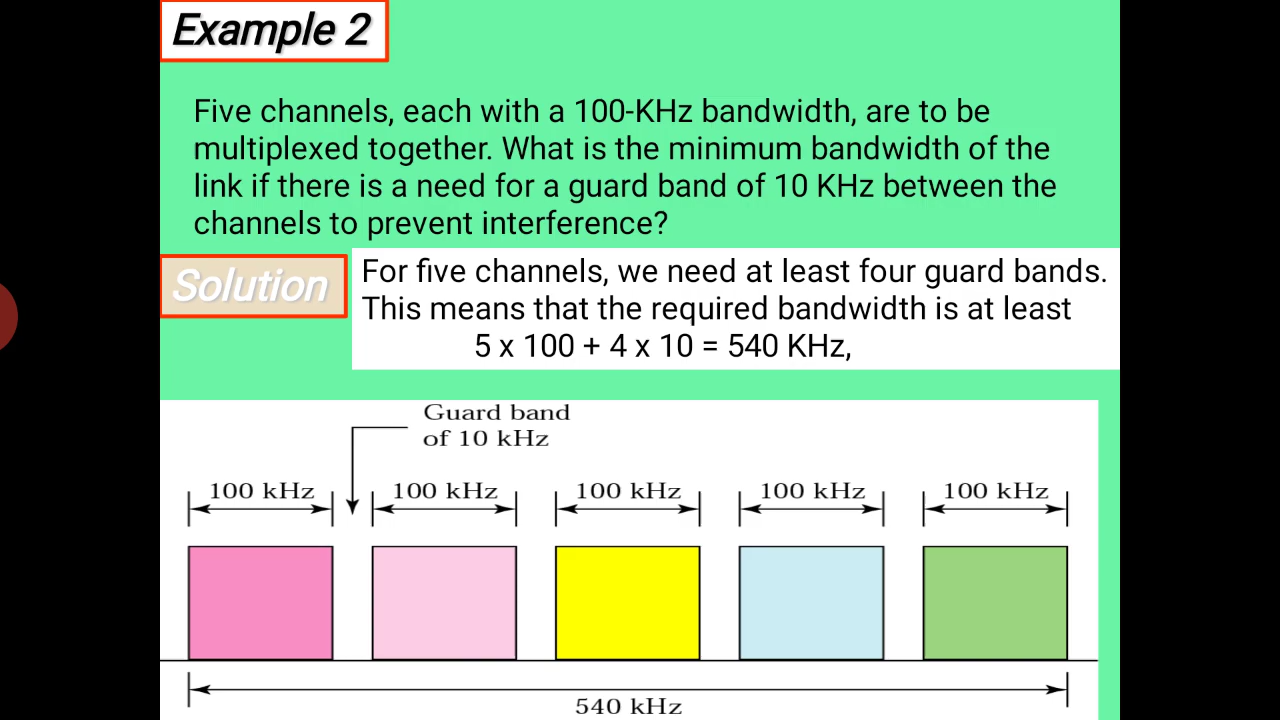 Example 2
Five channels, each with a 100-KHz bandwidth, are to be
multiplexed together. What is the minimum bandwidth of the
link if there is a need for a guard band of 10 KHz between the
channels to prevent interference?
Solution
For five channels, we need at least four guard bands.
This means that the required bandwidth is at least
5 x 100 + 4 x 10 = 540 KHz,
Guard band
of 10 kHz
100 kHz 100 kHz 100 kHz 100 kHz 100 kHz
540 kHz